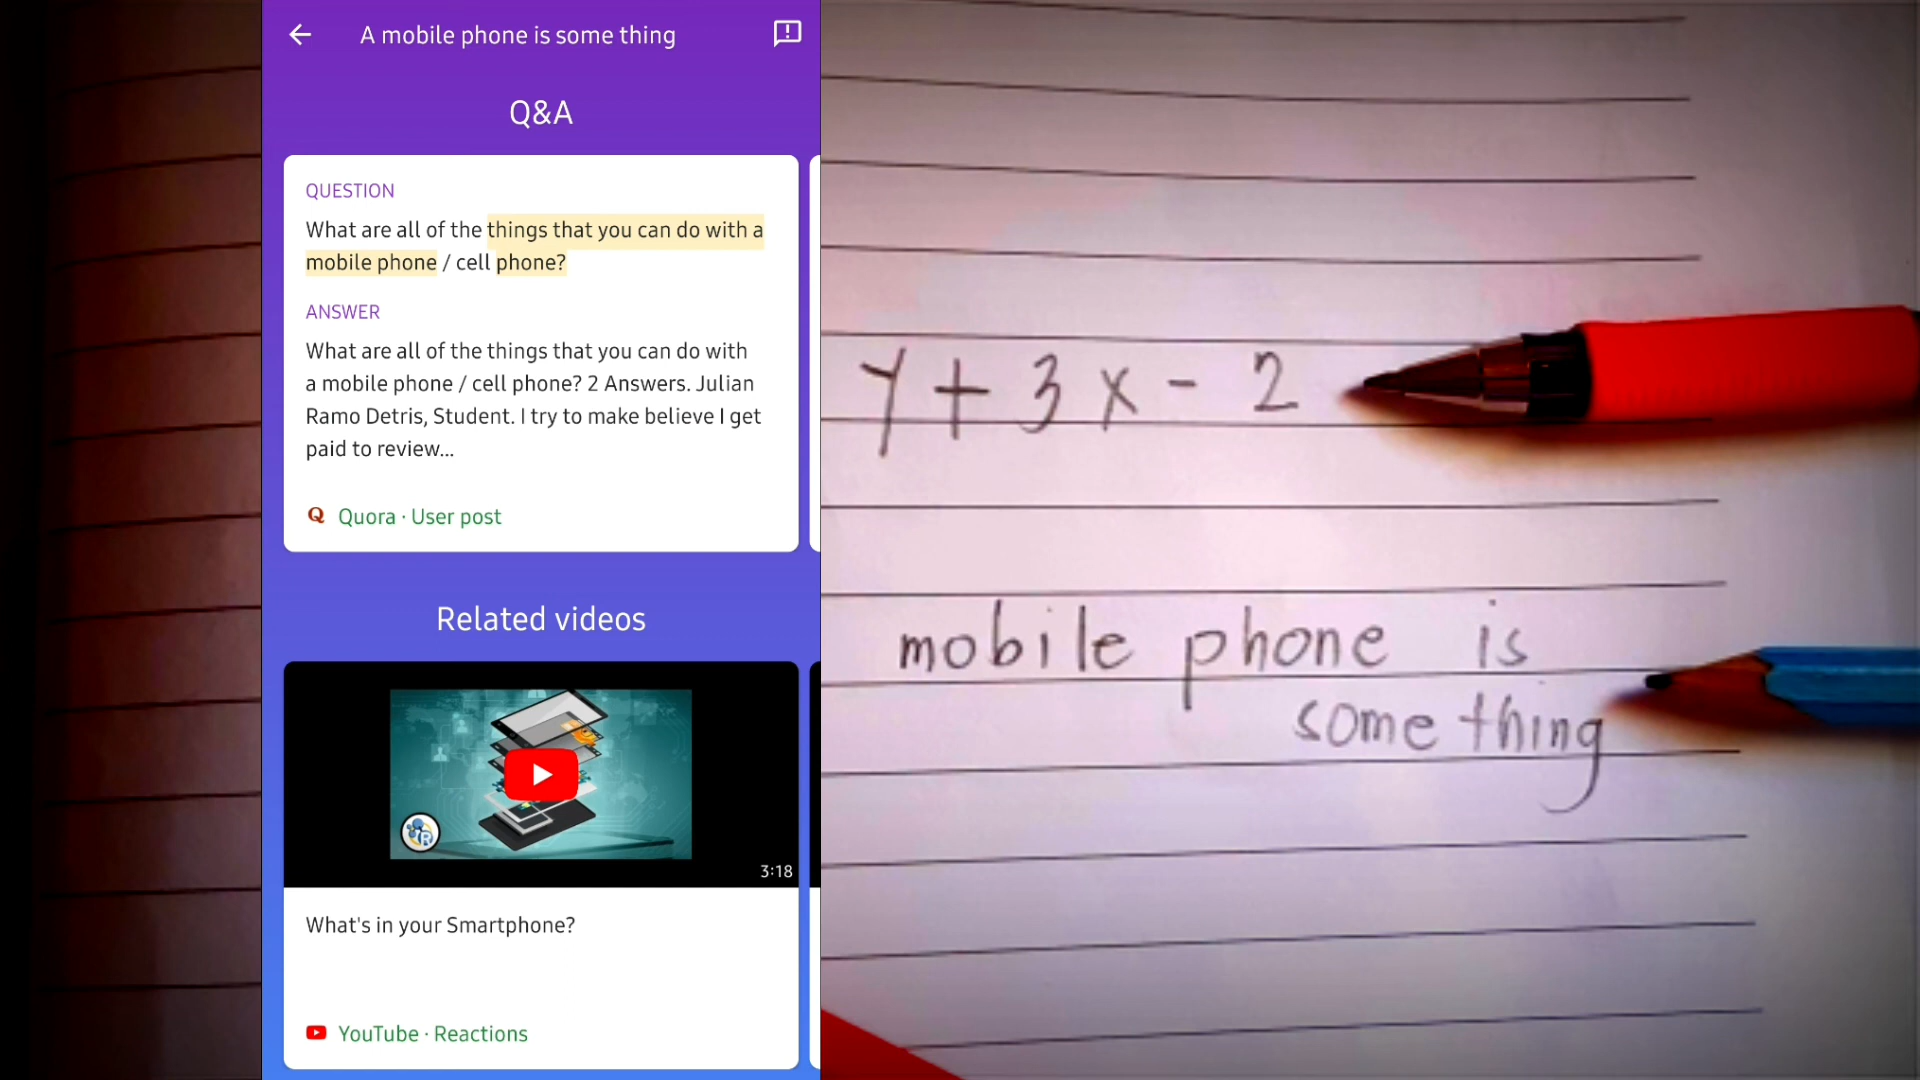 A mobile phone is some thing
Q&A
QUESTION
What are all of the things that you can do with a
mobile phone / cell phone?
ANSWER
What are all of the things that you can do with
a mobile phone / cell phone? 2 Answers. Julian
Ramo Detris, Student. I try to make believe I get
paid to review...
Q Quora · User post
Related videos
R
3:18
What's in your Smartphone?
YouTube · Reactions
y + 3 x - 2
mobile phone is
some thing